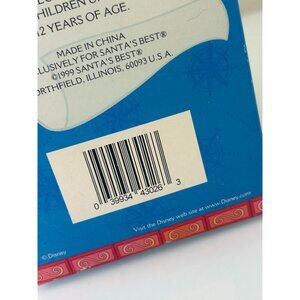 CHILDREN
12 YEARS OF AGE.
MADE IN CHINA
EXCLUSIVELY FOR SANTA'S BEST®
©1999 SANTA'S BEST®
NORTHFIELD, ILLINOIS, 60093 U.S.A.
0 39934 43026 3
Visit the Disney web site at www.Disney.com
© Disney